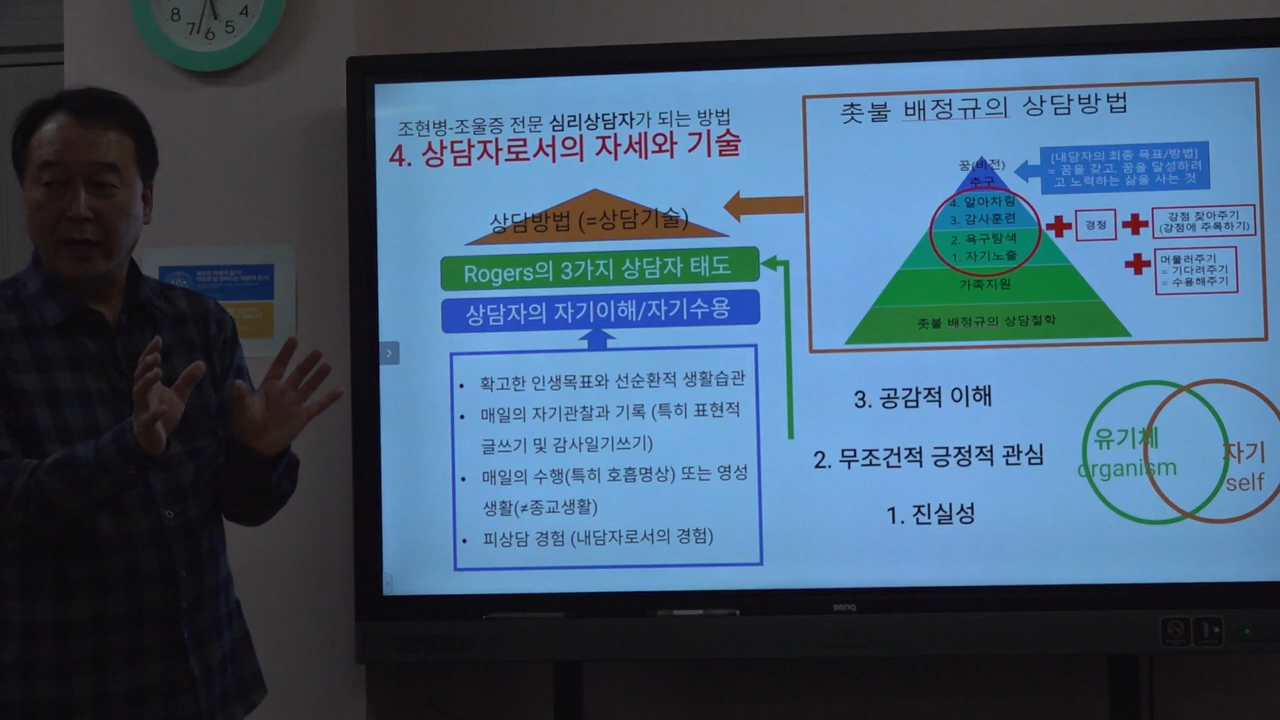 8 7 6 5 4
조현병-조울증 전문 심리상담자가 되는 방법
4. 상담자로서의 자세와 기술
상담방법 (=상담기술)
Rogers의 3가지 상담자 태도
상담자의 자기이해/자기수용
• 확고한 인생목표와 선순환적 생활습관
• 매일의 자기관찰과 기록 (특히 표현적
글쓰기 및 감사일기쓰기)
• 매일의 수행(특히 호흡명상) 또는 영성
생활(≠종교생활)
• 피상담 경험 (내담자로서의 경험)
촛불 배정규의 상담방법
꿈(비전)
추구
[내담자의 최종 목표/방법]
= 꿈을 갖고, 꿈을 달성하려
고 노력하는 삶을 사는 것
4. 알아차림
3. 감사훈련
2. 욕구탐색
1. 자기노출
경청
강점 찾아주기
(강점에 주목하기)
머물러주기
= 기다려주기
= 수용해주기
가족지원
촛불 배정규의 상담철학
3. 공감적 이해
2. 무조건적 긍정적 관심
1. 진실성
유기체
organism
자기
self
BenQ